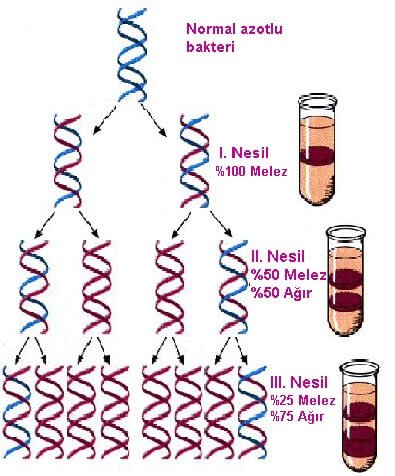 Normal azotlu
bakteri
I. Nesil
%100 Melez
II. Nesil
%50 Melez
%50 Ağır
III. Nesil
%25 Melez
%75 Ağır